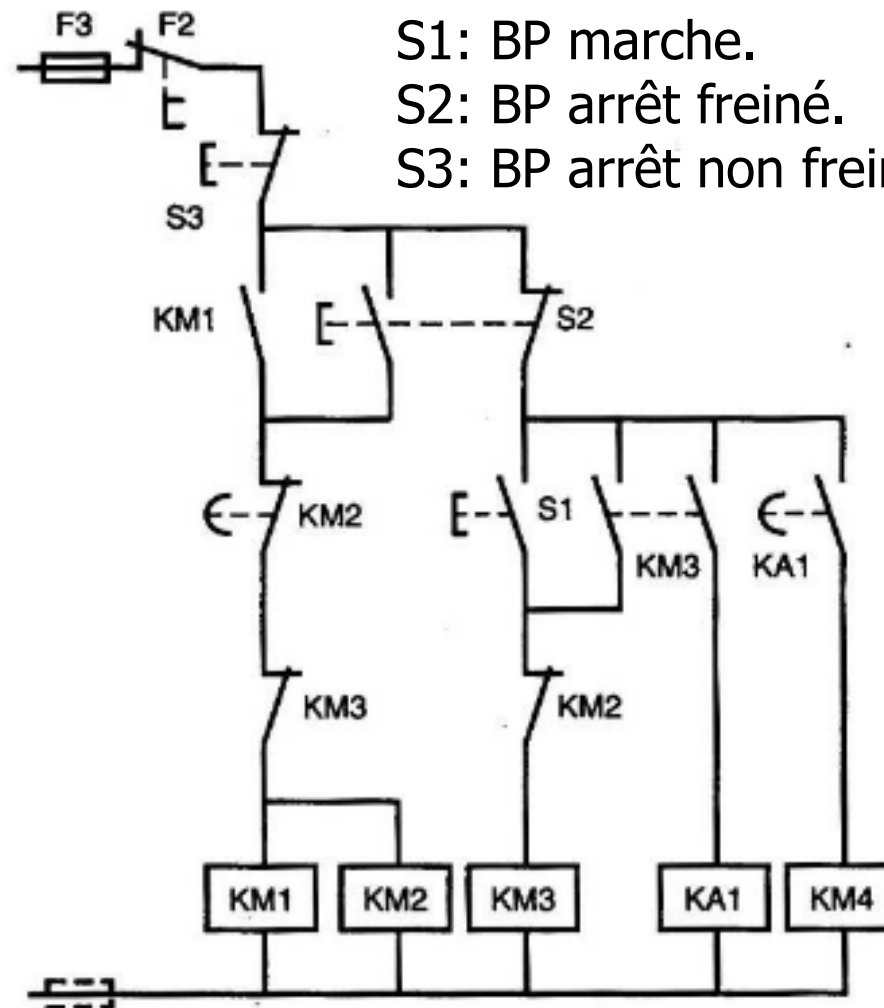 F3 F2
S1: BP marche.
S2: BP arrêt freiné.
S3: BP arrêt non frein
S3
KM1
S2
KM2
S1
KM3
KA1
KM3
KM2
KM1
KM2
KM3
KA1
KM4